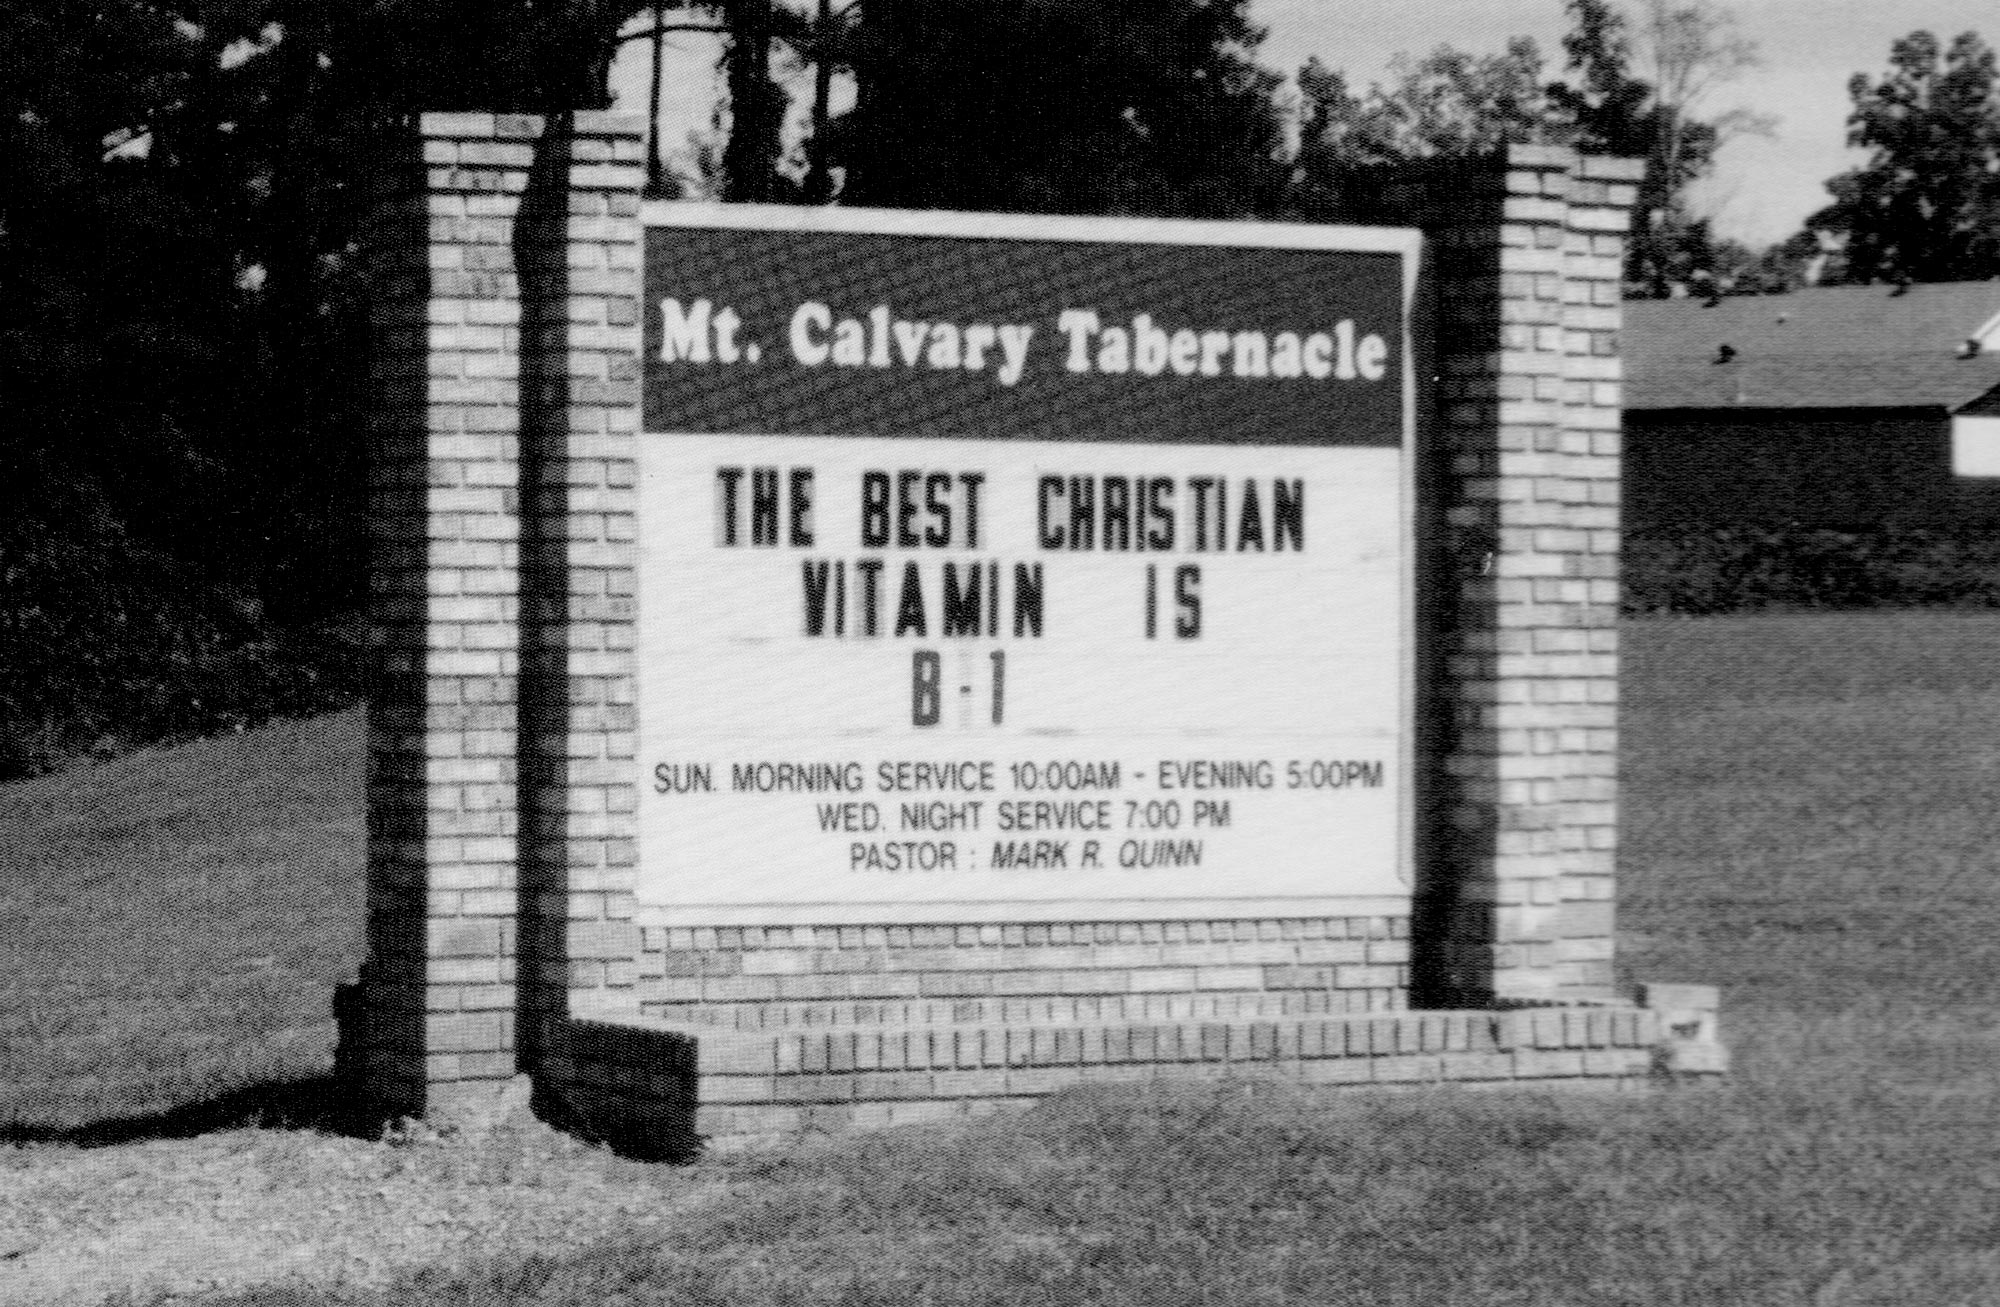 Mt. Calvary Tabernacle
THE BEST CHRISTIAN
VITAMIN IS
B-1
SUN. MORNING SERVICE 10:00AM - EVENING 5:00PM
WED. NIGHT SERVICE 7:00 PM
PASTOR : MARK R. QUINN